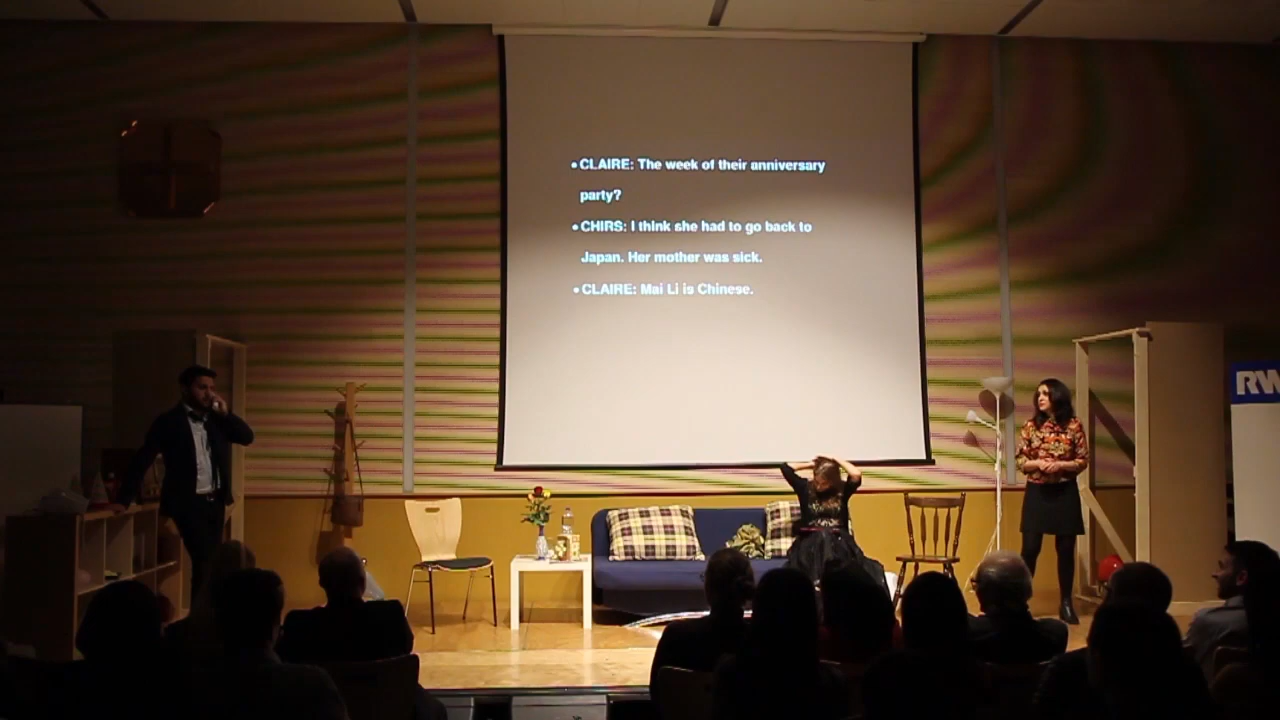 • CLAIRE: The week of their anniversary
party?
• CHIRS: I think she had to go back to
Japan. Her mother was sick.
• CLAIRE: Mai Li is Chinese.
RW